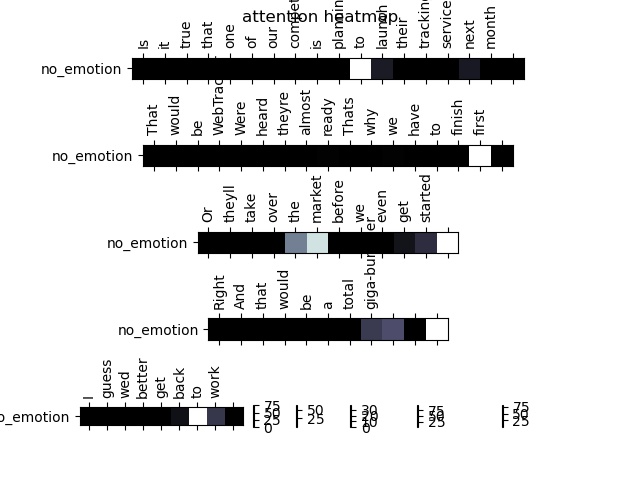 attention heatmap
Is it true that one of our is to their tracking service next month
no_emotion
That would be Were heard theyre almost ready Thats why we have to finish first
no_emotion
Or theyll take over the market before we even get started
no_emotion
Right And that would be a total
no_emotion
I guess wed better get back to work
no_emotion
75 50 25 0
50 25
30 20 10 0
75 50 25
75 50 25